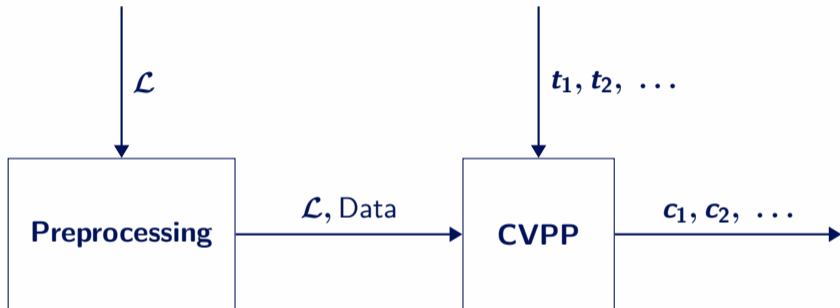 ℒ
t₁, t₂, ...
Preprocessing
ℒ, Data
CVPP
c₁, c₂, ...